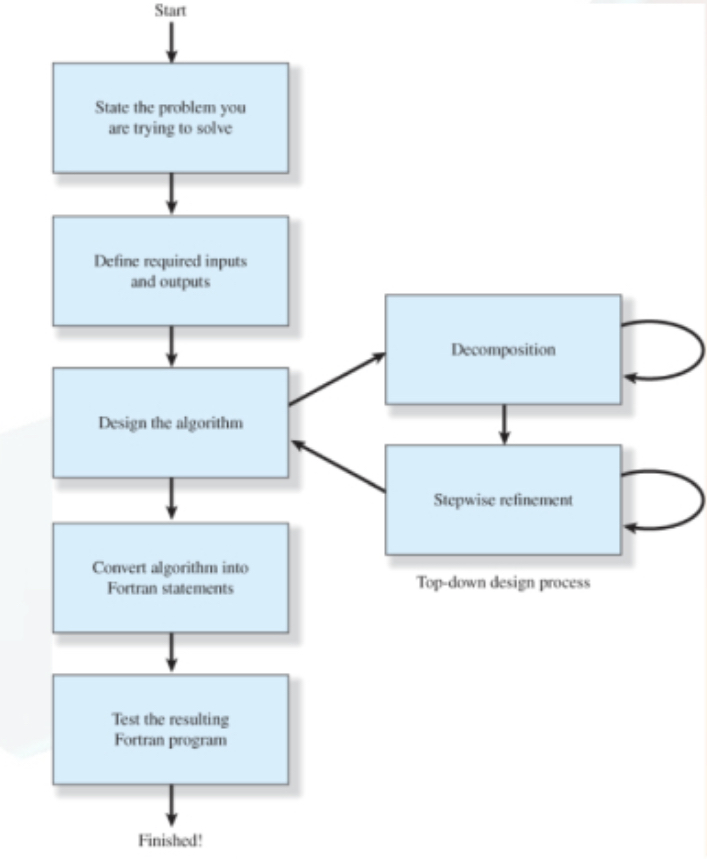 Start
State the problem you
are trying to solve
Define required inputs
and outputs
Design the algorithm
Decomposition
Stepwise refinement
Top-down design process
Convert algorithm into
Fortran statements
Test the resulting
Fortran program
Finished!